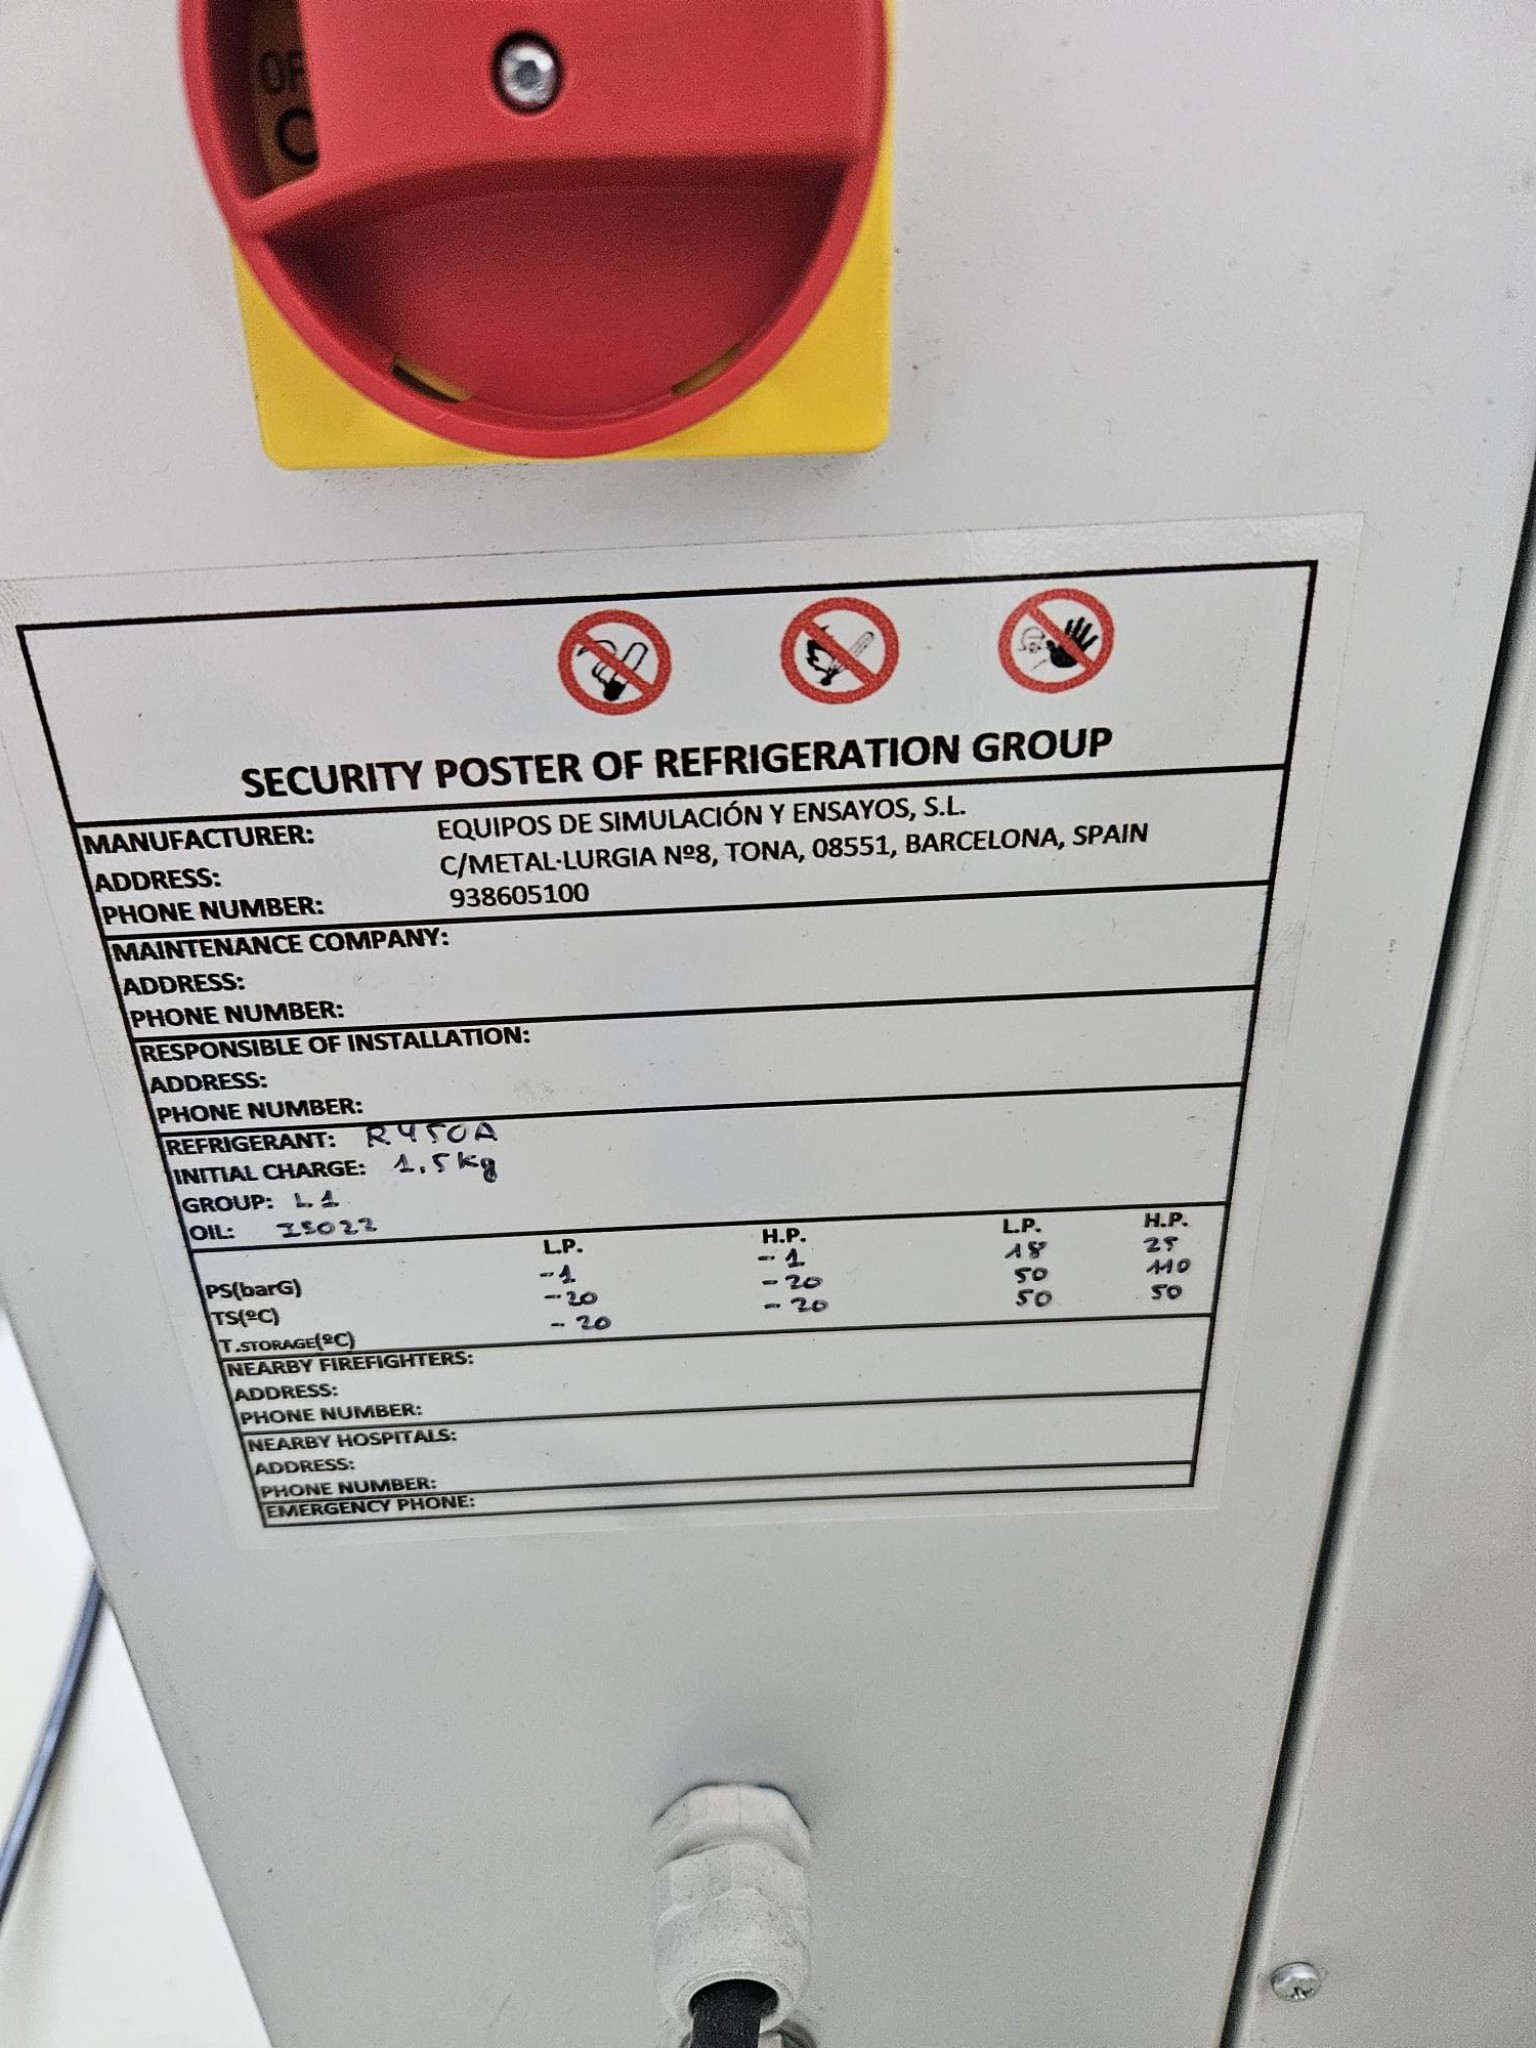 OF
SECURITY POSTER OF REFRIGERATION GROUP
MANUFACTURER: EQUIPOS DE SIMULACIÓN Y ENSAYOS, S.L.
ADDRESS: C/METAL·LURGIA Nº8, TONA, 08551, BARCELONA, SPAIN
PHONE NUMBER: 938605100
MAINTENANCE COMPANY:
ADDRESS:
PHONE NUMBER:
RESPONSIBLE OF INSTALLATION:
ADDRESS:
PHONE NUMBER:
REFRIGERANT: R450A
INITIAL CHARGE: 1.5kg
GROUP: L1
OIL: ISO22
L.P. H.P. L.P. H.P.
PS(barG) -1 -1 18 25
TS(ºC) -20 -20 50 110
T.STORAGE(ºC) -20 -20 50 50
NEARBY FIREFIGHTERS:
ADDRESS:
PHONE NUMBER:
NEARBY HOSPITALS:
ADDRESS:
PHONE NUMBER:
EMERGENCY PHONE: